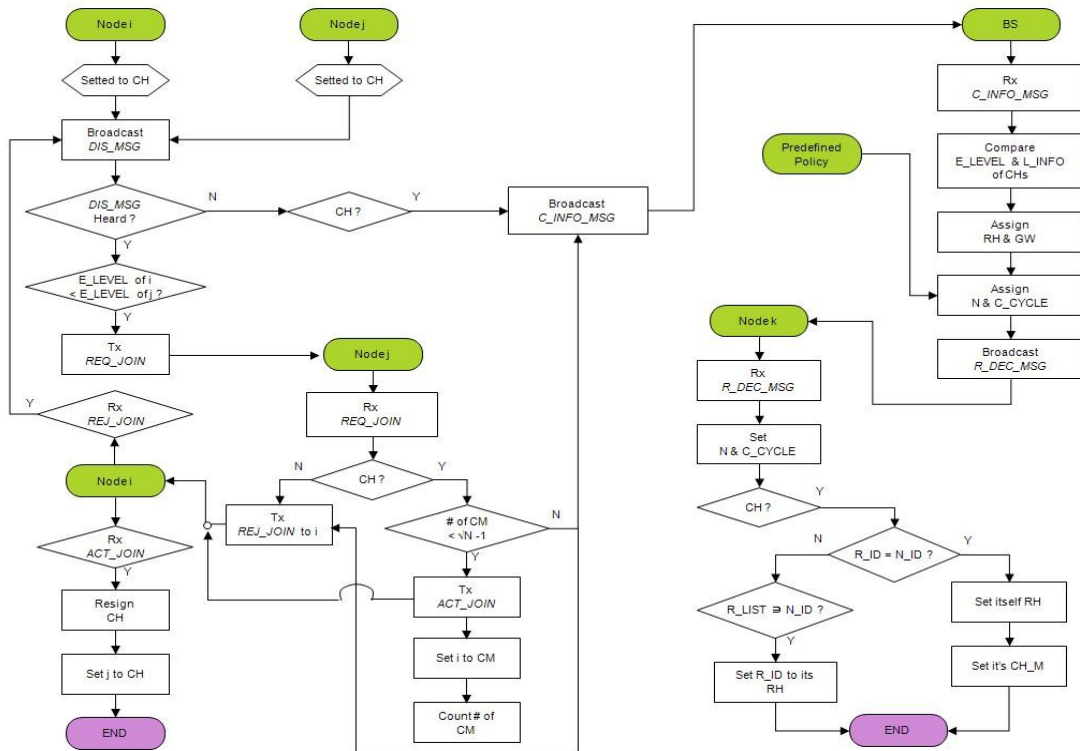 Node i
Node j
BS
Setted to CH
Setted to CH
Rx
C_INFO_MSG
Broadcast
DIS_MSG
Predefined
Policy
Compare
E_LEVEL & L_INFO
of CHs
DIS_MSG
Heard ?
N
CH ?
Y
Broadcast
C_INFO_MSG
Y
Assign
RH & GW
E_LEVEL of i
< E_LEVEL of j ?
Y
Assign
N & C_CYCLE
Tx
REQ_JOIN
Node j
Node k
Broadcast
R_DEC_MSG
Rx
R_DEC_MSG
Y
Rx
REJ_JOIN
Rx
REQ_JOIN
Set
N & C_CYCLE
Node i
N
CH ?
Y
CH ?
Y
Tx
REJ_JOIN to i
# of CM
< √N -1
N
Rx
ACT_JOIN
Y
Y
N
R_ID = N_ID ?
Y
Resign
CH
Tx
ACT_JOIN
R_LIST ∋ N_ID ?
Y
Set itself RH
Set j to CH
Set i to CM
Set R_ID to its
RH
Set it's CH_M
END
Count # of
CM
END